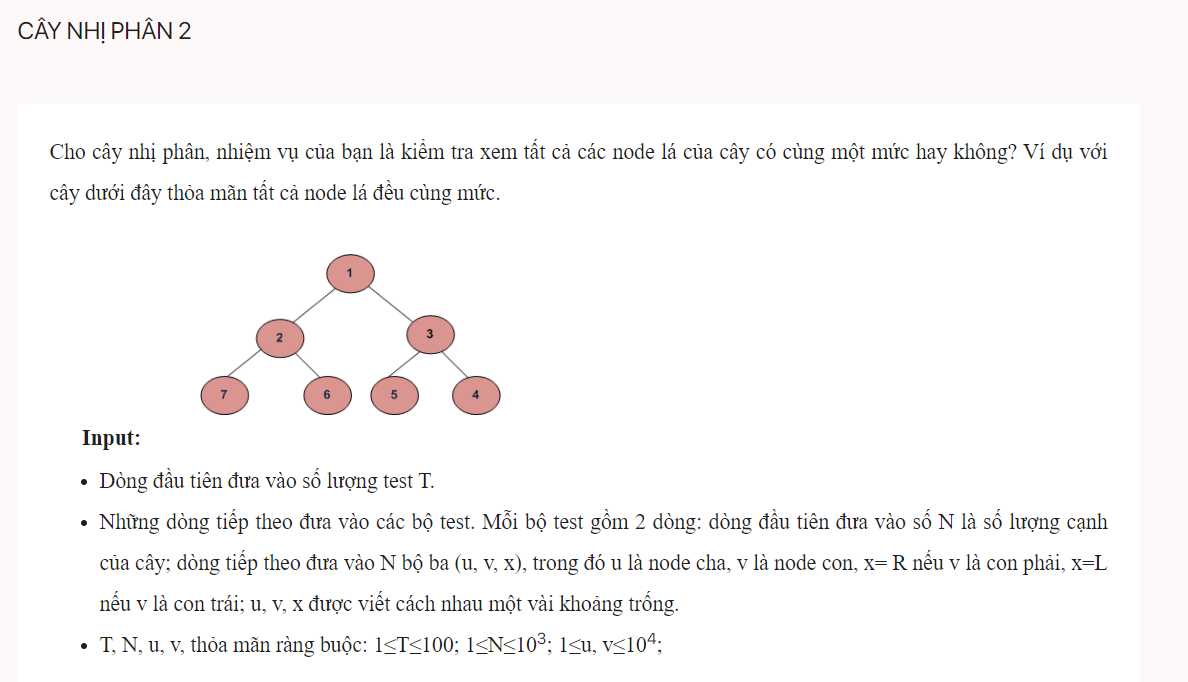 CÂY NHỊ PHÂN 2
Cho cây nhị phân, nhiệm vụ của bạn là kiểm tra xem tất cả các node lá của cây có cùng một mức hay không? Ví dụ với
cây dưới đây thỏa mãn tất cả node lá đều cùng mức.
1
2
3
7
6
5
4
Input:
• Dòng đầu tiên đưa vào số lượng test T.
• Những dòng tiếp theo đưa vào các bộ test. Mỗi bộ test gồm 2 dòng: dòng đầu tiên đưa vào số N là số lượng cạnh
của cây; dòng tiếp theo đưa vào N bộ ba (u, v, x), trong đó u là node cha, v là node con, x= R nếu v là con phải, x=L
nếu v là con trái; u, v, x được viết cách nhau một vài khoảng trống.
• T, N, u, v, thỏa mãn ràng buộc: 1≤T≤100; 1≤N≤10³; 1≤u, v≤10⁴;